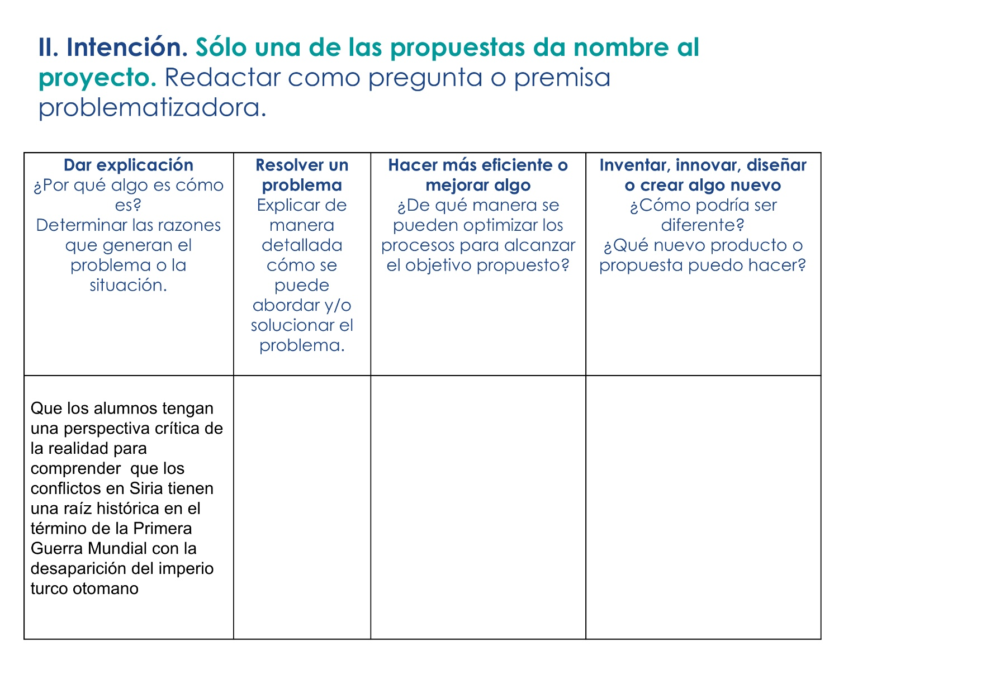 II. Intención. Sólo una de las propuestas da nombre al
proyecto. Redactar como pregunta o premisa
problematizadora.
Dar explicación
¿Por qué algo es cómo
es?
Determinar las razones
que generan el
problema o la
situación.
Resolver un
problema
Explicar de
manera
detallada
cómo se
puede
abordar y/o
solucionar el
problema.
Hacer más eficiente o
mejorar algo
¿De qué manera se
pueden optimizar los
procesos para alcanzar
el objetivo propuesto?
Inventar, innovar, diseñar
o crear algo nuevo
¿Cómo podría ser
diferente?
¿Qué nuevo producto o
propuesta puedo hacer?
Que los alumnos tengan
una perspectiva crítica de
la realidad para
comprender  que los
conflictos en Siria tienen
una raíz histórica en el
término de la Primera
Guerra Mundial con la
desaparición del imperio
turco otomano